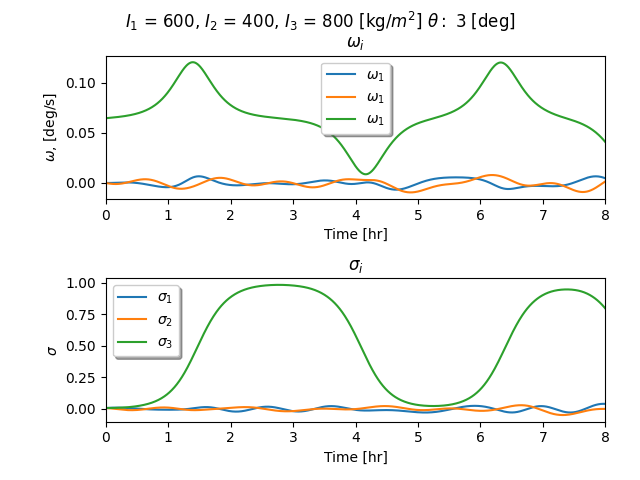 I₁ = 600, I₂ = 400, I₃ = 800 [kg/m²] θ : 3 [deg]
ωᵢ
ω₁
ω₁
ω₁
0.10
0.05
0.00
ω, [deg/s]
0 1 2 3 4 5 6 7 8
Time [hr]
σᵢ
σ₁
σ₂
σ₃
1.00
0.75
0.50
0.25
0.00
σ
0 1 2 3 4 5 6 7 8
Time [hr]